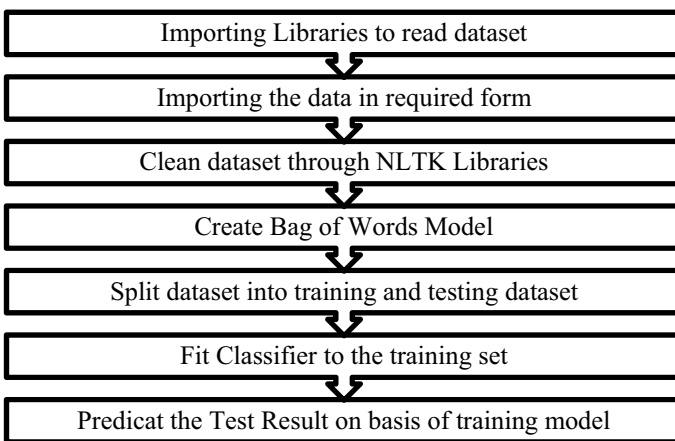 Importing Libraries to read dataset
Importing the data in required form
Clean dataset through NLTK Libraries
Create Bag of Words Model
Split dataset into training and testing dataset
Fit Classifier to the training set
Predicat the Test Result on basis of training model